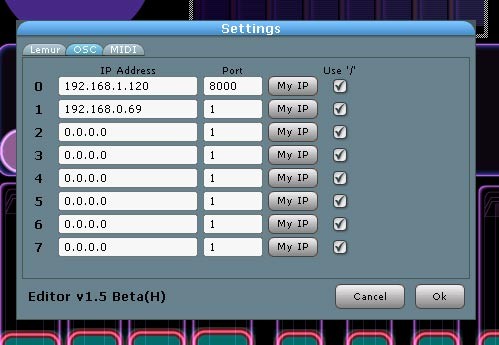 Settings
Lemur OSC MIDI
IP Address Port Use '/'
0 192.168.1.120 8000 My IP
1 192.168.0.69 1 My IP
2 0.0.0.0 1 My IP
3 0.0.0.0 1 My IP
4 0.0.0.0 1 My IP
5 0.0.0.0 1 My IP
6 0.0.0.0 1 My IP
7 0.0.0.0 1 My IP
Editor v1.5 Beta(H) Cancel Ok